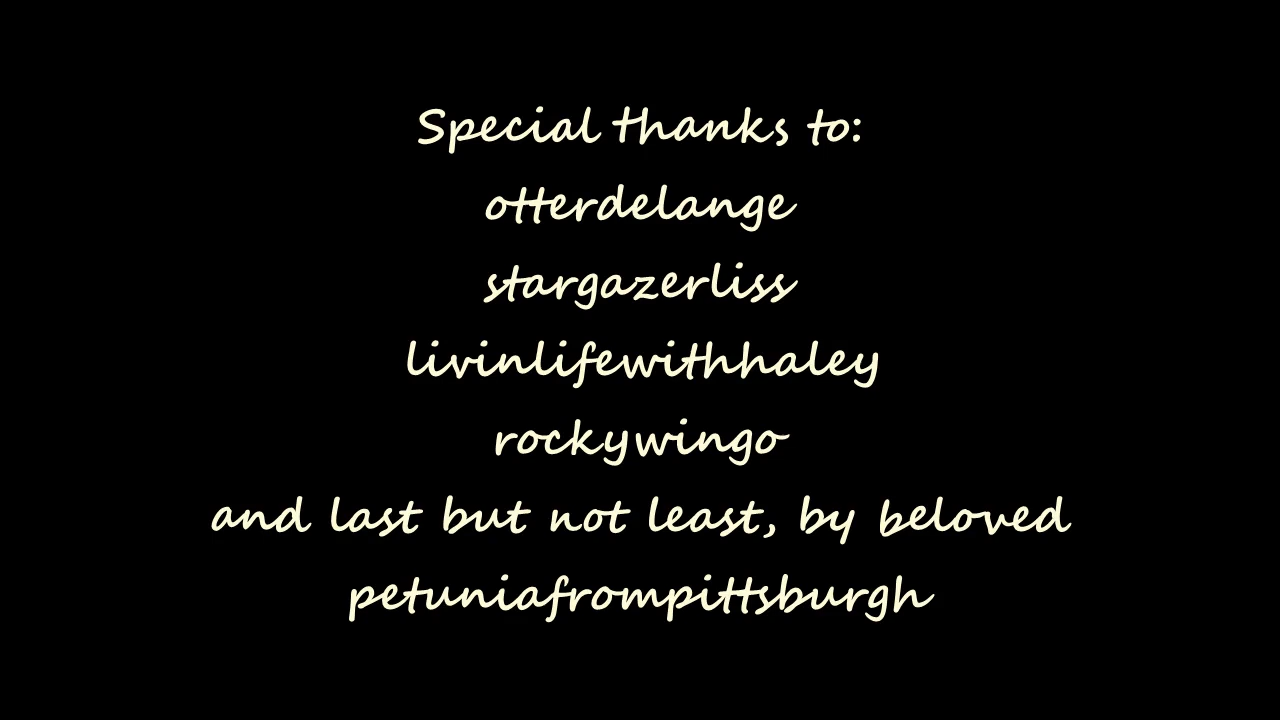 Special thanks to:
otterdelange
stargazerliss
livinlifewithhaley
rockywingo
and last but not least, by beloved
petuniafrompittsburgh